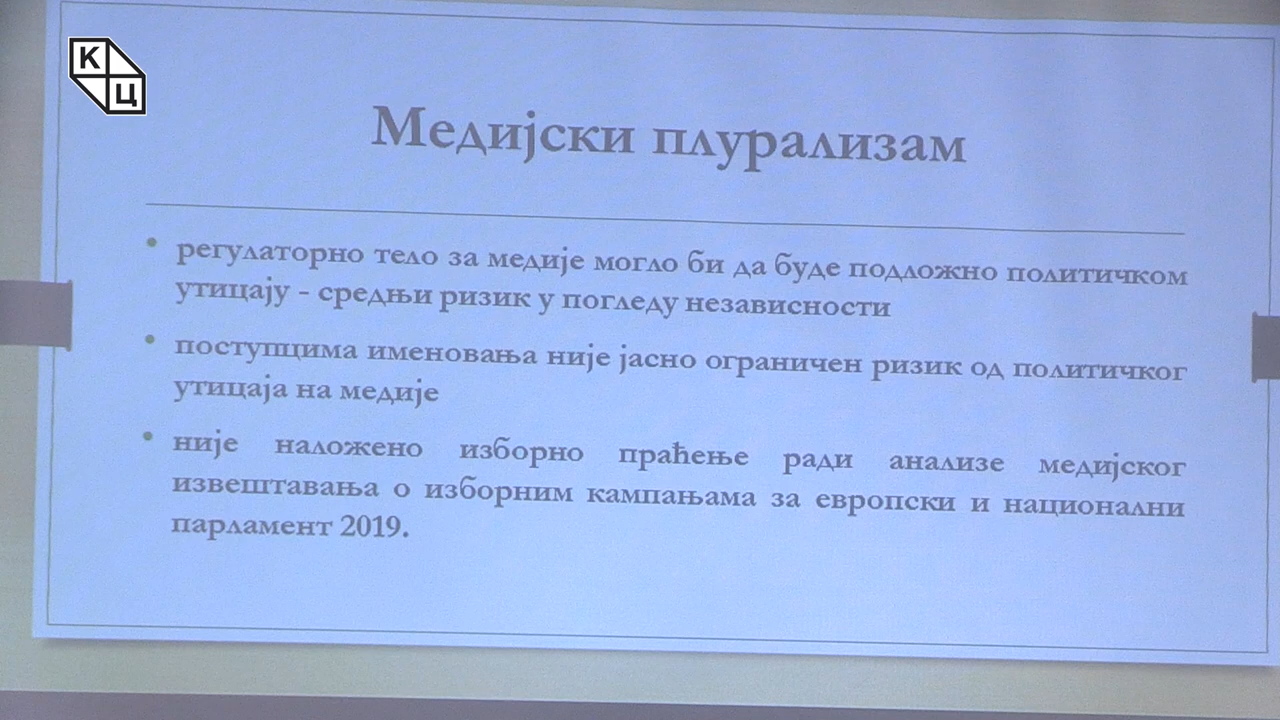 К
Ц
Медијски плурализам
• регулаторно тело за медије могло би да буде подложно политичком
утицају - средњи ризик у погледу независности
• поступцима именовања није јасно ограничен ризик од политичког
утицаја на медије
• није наложено изборно праћење ради анализе медијског
извештавања о изборним кампањама за европски и национални
парламент 2019.